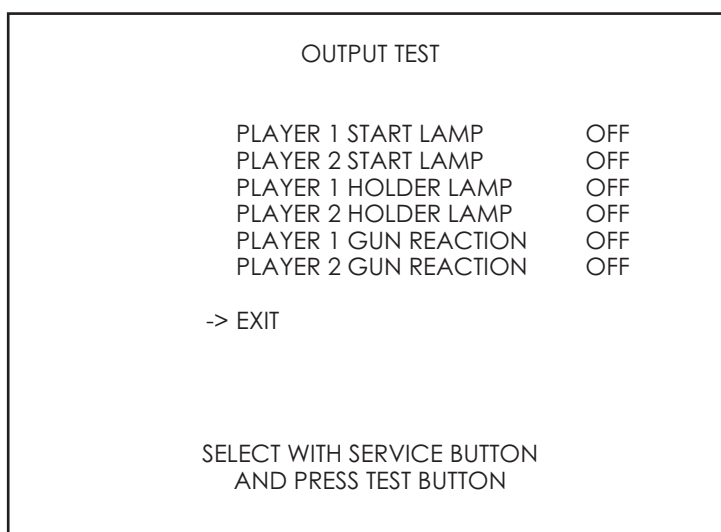 OUTPUT TEST
PLAYER 1 START LAMP OFF
PLAYER 2 START LAMP OFF
PLAYER 1 HOLDER LAMP OFF
PLAYER 2 HOLDER LAMP OFF
PLAYER 1 GUN REACTION OFF
PLAYER 2 GUN REACTION OFF
-> EXIT
SELECT WITH SERVICE BUTTON
AND PRESS TEST BUTTON